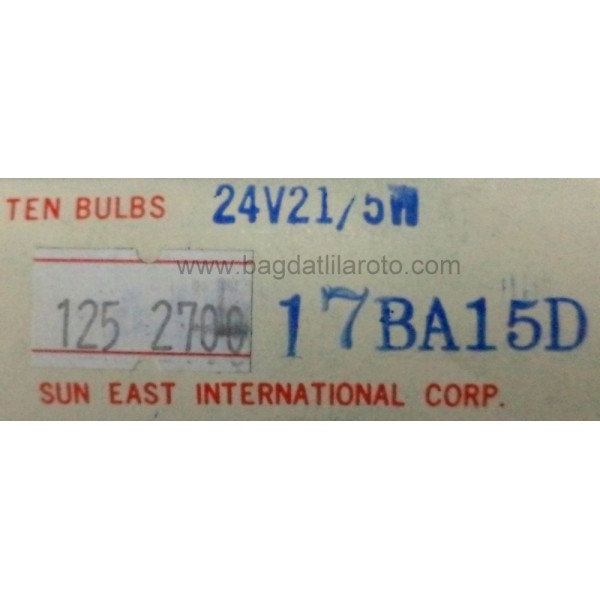 TEN BULBS 24V21/5W
www.bagdatlilaroto.com
125 2700 17BA15D
SUN EAST INTERNATIONAL CORP.